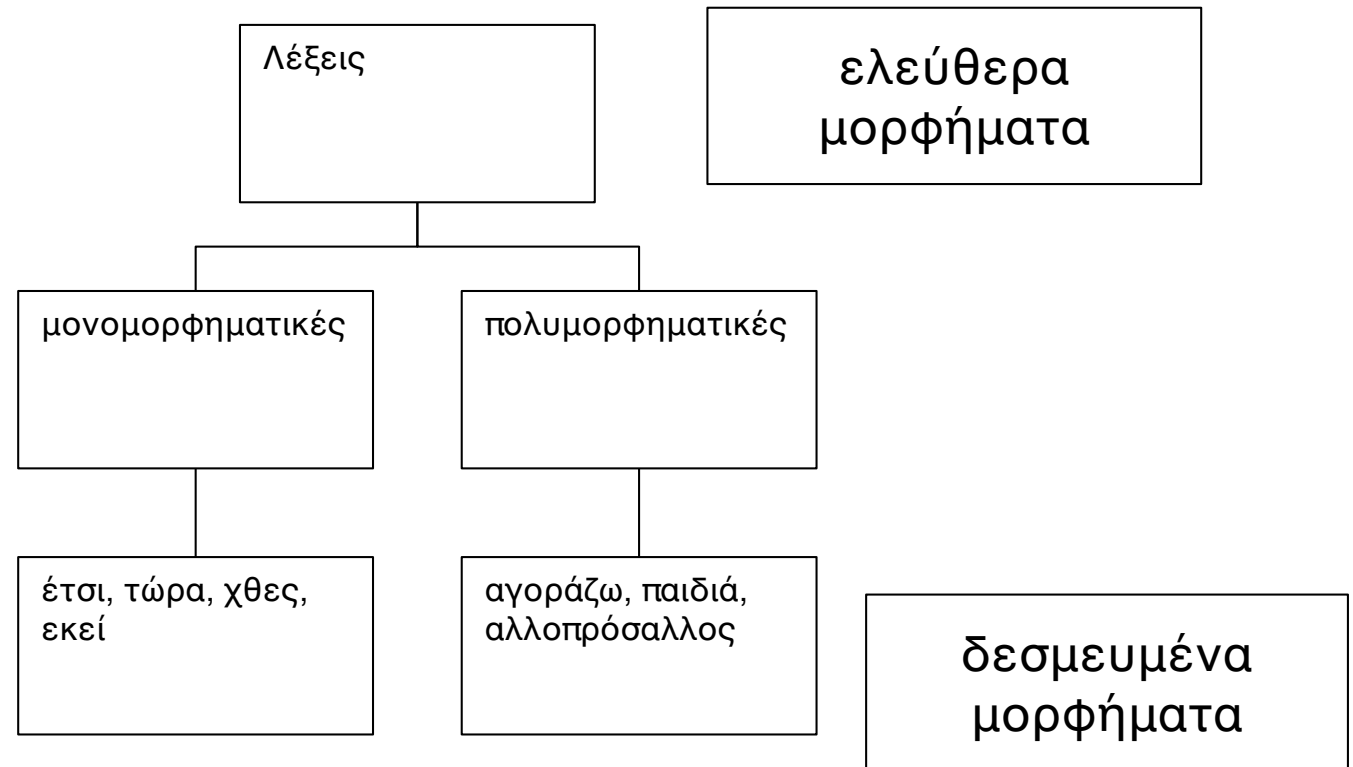 Λέξεις
ελεύθερα
μορφήματα
μονομορφηματικές
πολυμορφηματικές
έτσι, τώρα, χθες,
εκεί
αγοράζω, παιδιά,
αλλοπρόσαλλος
δεσμευμένα
μορφήματα